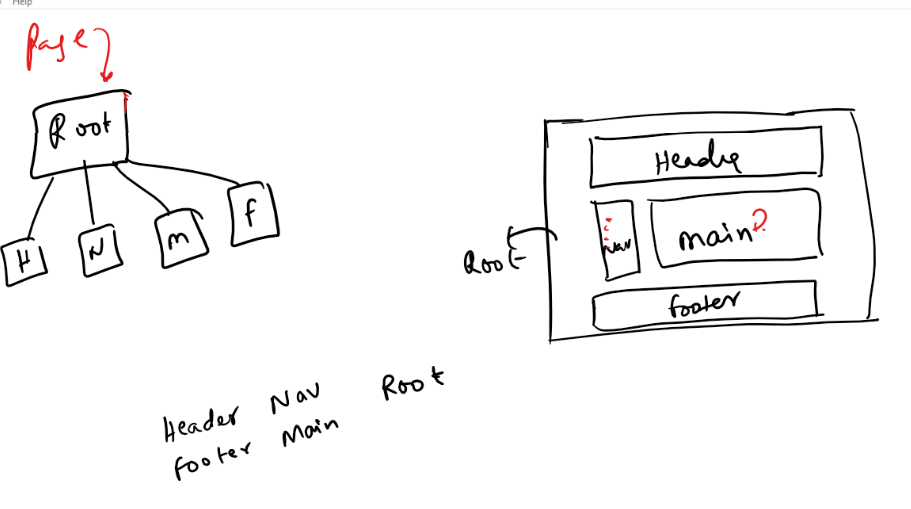 Help
Page
Root
H
N
m
f
Header
Nav
main?
Root
footer
Header Nav Root
footer Main